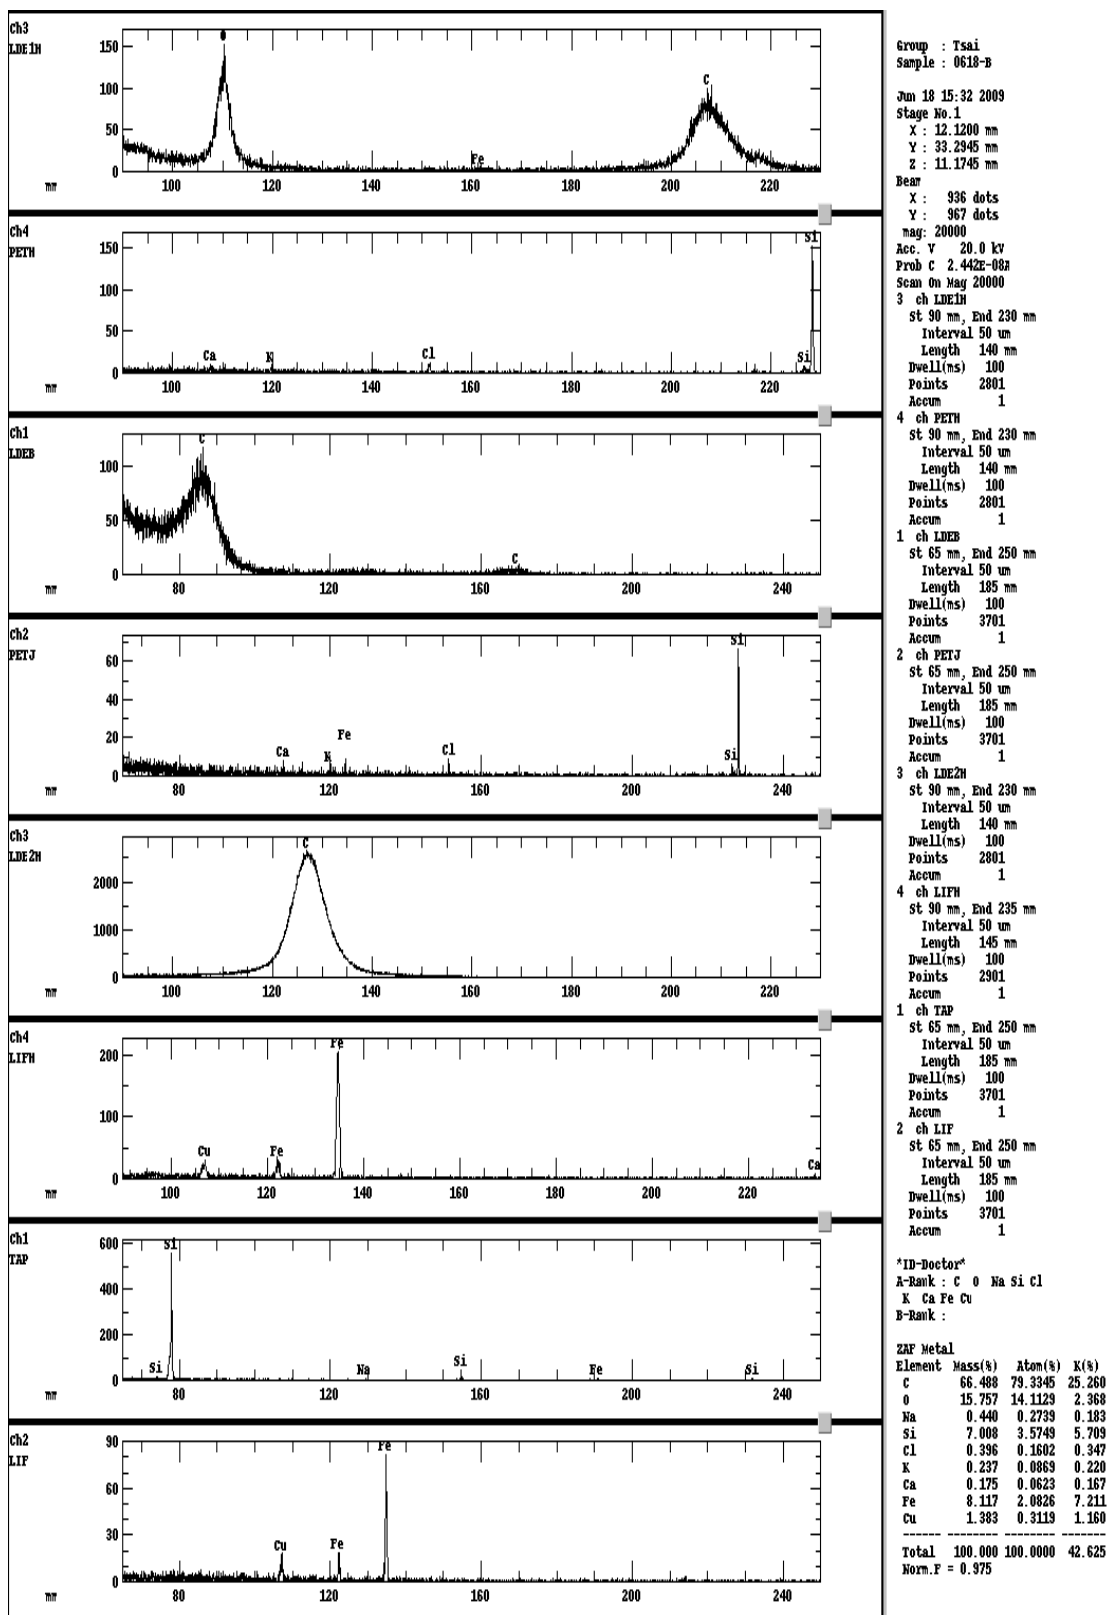 Ch3
LDE1H
150
100
50
0
O
C
Fe
mm
100 120 140 160 180 200 220
Ch4
PETH
150
100
50
0
Ca K Cl Si Si
mm
100 120 140 160 180 200 220
Ch1
LDEB
100
50
0
C C
mm
80 120 160 200 240
Ch2
PETJ
60
40
20
0
Ca K Fe Cl Si Si
mm
80 120 160 200 240
Ch3
LDE2H
2000
1000
0
C
mm
100 120 140 160 180 200 220
Ch4
LIFH
200
100
0
Cu Fe Fe Ca
mm
100 120 140 160 180 200 220
Ch1
TAP
600
400
200
0
Si Si Na Si Fe Si
mm
80 120 160 200 240
Ch2
LIF
90
60
30
0
Cu Fe Fe
mm
80 120 160 200 240
Group : Tsai
Sample : 0618-B
Jun 18 15:32 2009
Stage No.1
X : 12.1200 mm
Y : 33.2945 mm
Z : 11.1745 mm
Beam
X : 936 dots
Y : 967 dots
mag: 20000
Acc. V 20.0 kV
Prob C 2.442E-08A
Scan On Mag 20000
3 ch LDE1H
St 90 mm, End 230 mm
Interval 50 um
Length 140 mm
Dwell(ms) 100
Points 2801
Accum 1
4 ch PETH
St 90 mm, End 230 mm
Interval 50 um
Length 140 mm
Dwell(ms) 100
Points 2801
Accum 1
1 ch LDEB
St 65 mm, End 250 mm
Interval 50 um
Length 185 mm
Dwell(ms) 100
Points 3701
Accum 1
2 ch PETJ
St 65 mm, End 250 mm
Interval 50 um
Length 185 mm
Dwell(ms) 100
Points 3701
Accum 1
3 ch LDE2H
St 90 mm, End 230 mm
Interval 50 um
Length 140 mm
Dwell(ms) 100
Points 2801
Accum 1
4 ch LIFH
St 90 mm, End 235 mm
Interval 50 um
Length 145 mm
Dwell(ms) 100
Points 2901
Accum 1
1 ch TAP
St 65 mm, End 250 mm
Interval 50 um
Length 185 mm
Dwell(ms) 100
Points 3701
Accum 1
2 ch LIF
St 65 mm, End 250 mm
Interval 50 um
Length 185 mm
Dwell(ms) 100
Points 3701
Accum 1
*ID-Doctor*
A-Rank : C O Na Si Cl
K Ca Fe Cu
B-Rank :
ZAF Metal
Element Mass(%) Atom(%) K(%)
C 66.488 79.3345 25.260
O 15.757 14.1129 2.368
Na 0.440 0.2739 0.183
Si 7.008 3.5749 5.709
Cl 0.396 0.1602 0.347
K 0.237 0.0869 0.220
Ca 0.175 0.0623 0.167
Fe 8.117 2.0826 7.211
Cu 1.383 0.3119 1.160
------ -------- -------- -------
Total 100.000 100.0000 42.625
Norm.F = 0.975